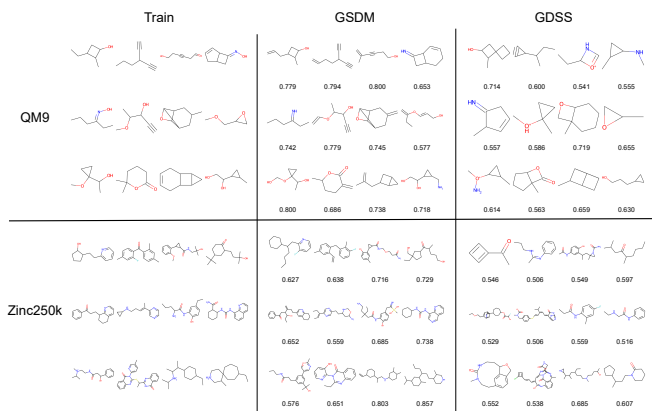 Train GSDM GDSS
0.779 0.794 0.800 0.653 0.714 0.600 0.541 0.555
QM9
0.742 0.779 0.745 0.577 0.557 0.586 0.719 0.655
0.800 0.686 0.738 0.718 0.614 0.563 0.659 0.630
0.627 0.638 0.716 0.729 0.546 0.506 0.549 0.597
Zinc250k
0.652 0.559 0.685 0.738 0.529 0.506 0.559 0.516
0.576 0.651 0.803 0.857 0.552 0.538 0.685 0.607